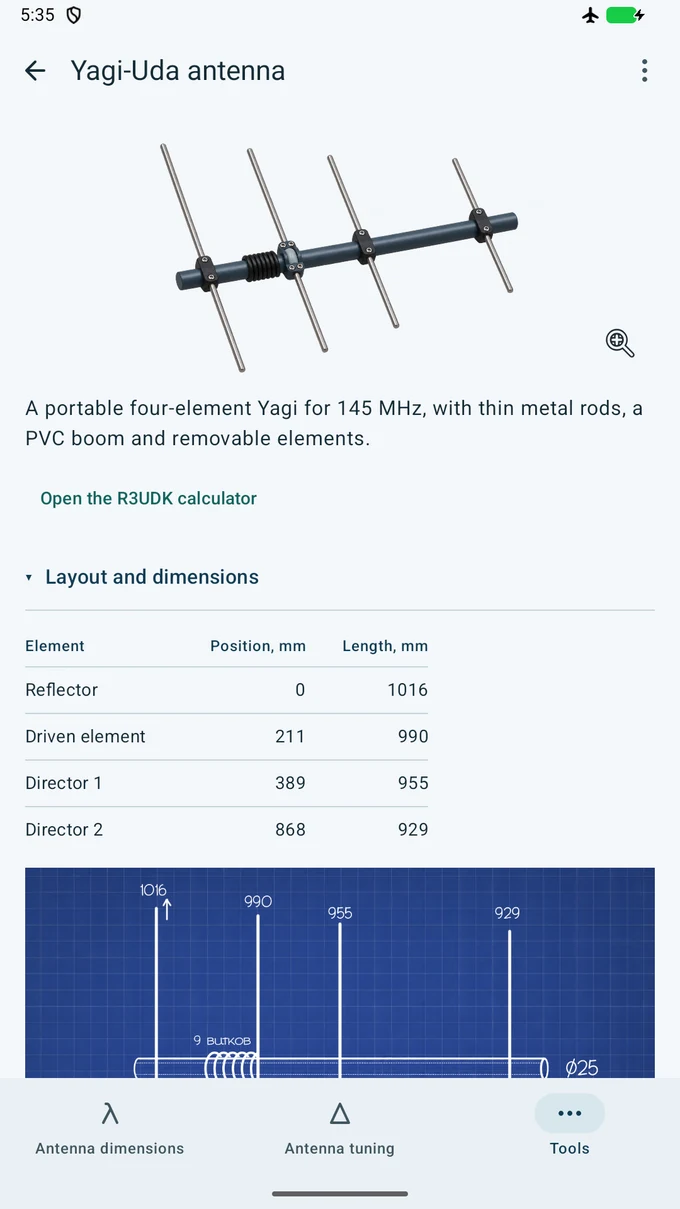 5:35
Yagi-Uda antenna
A portable four-element Yagi for 145 MHz, with thin metal rods, a
PVC boom and removable elements.
Open the R3UDK calculator
Layout and dimensions
Element Position, mm Length, mm
Reflector 0 1016
Driven element 211 990
Director 1 389 955
Director 2 868 929
1016
990
955
929
9 ВИТКОВ
Ø25
λ Δ
Antenna dimensions Antenna tuning Tools